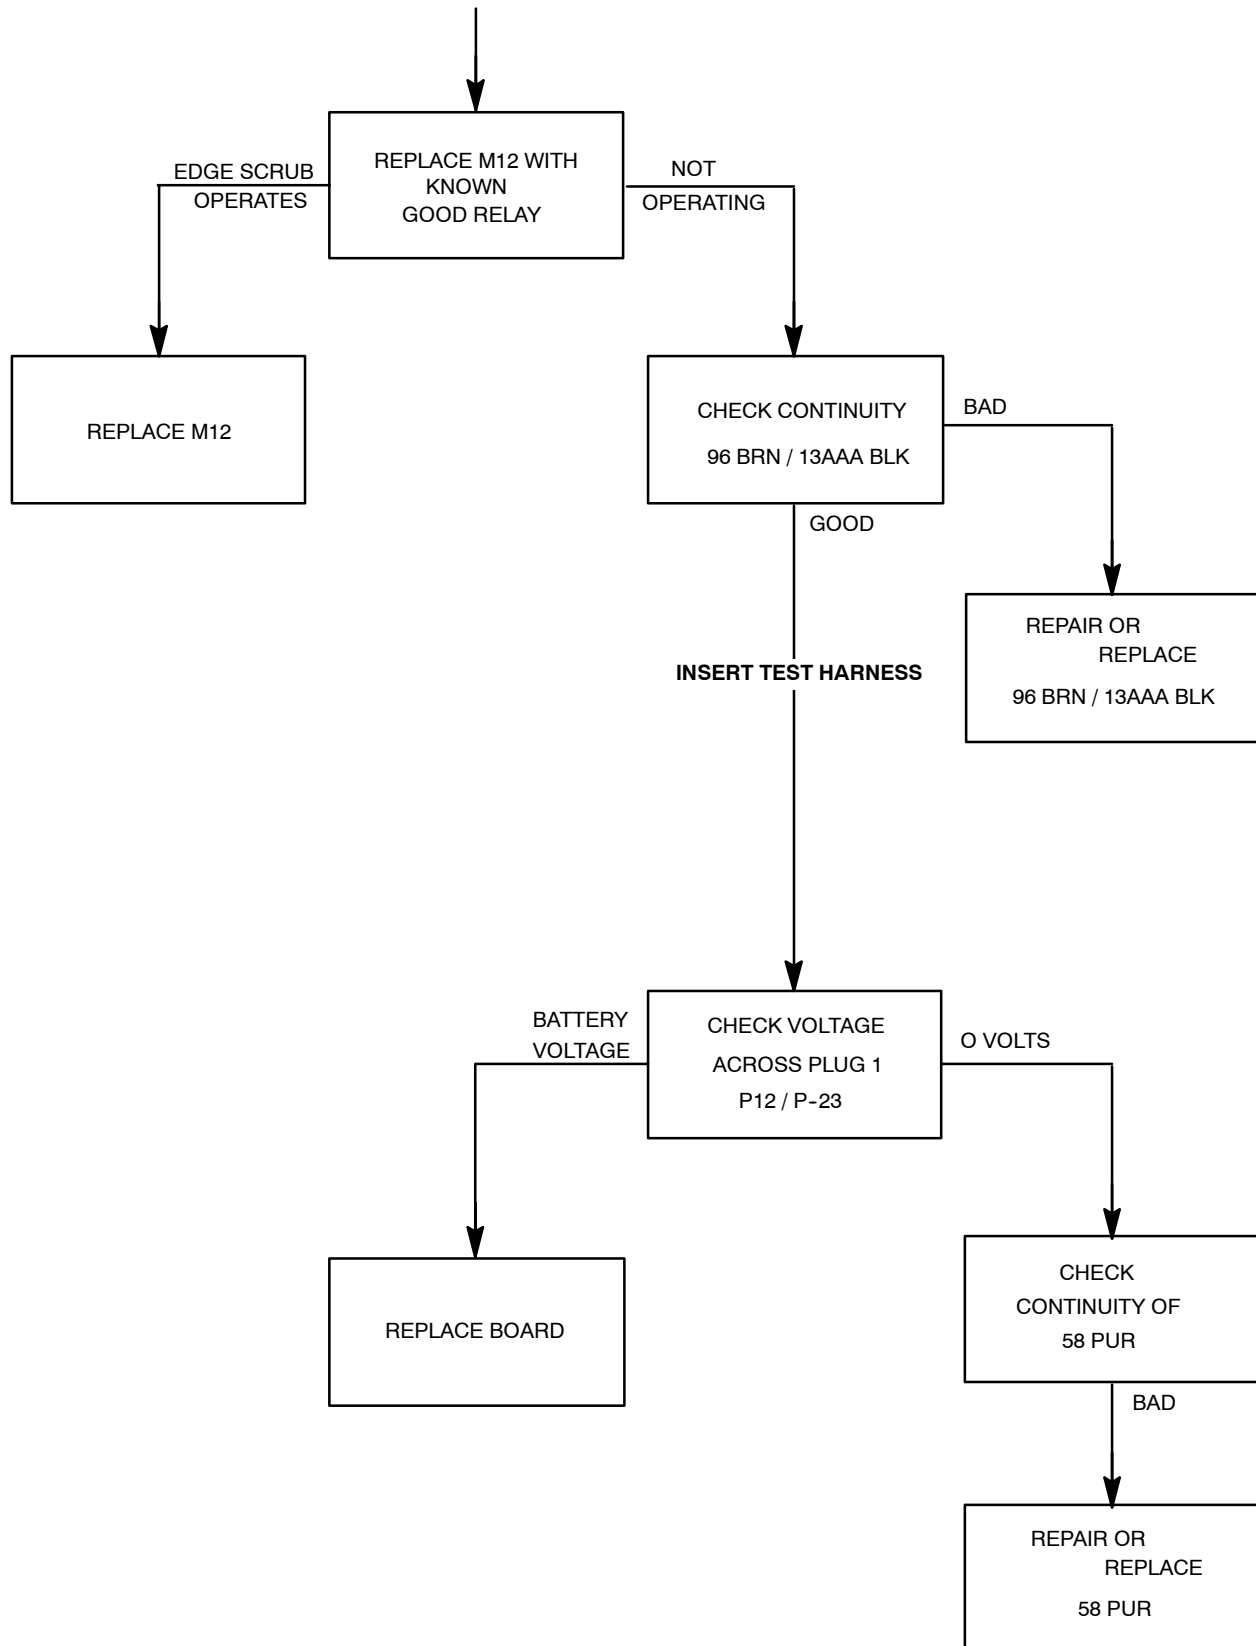 REPLACE M12 WITH
KNOWN
GOOD RELAY
EDGE SCRUB
OPERATES
NOT
OPERATING
REPLACE M12
CHECK CONTINUITY
96 BRN / 13AAA BLK
BAD
GOOD
REPAIR OR
REPLACE
96 BRN / 13AAA BLK
INSERT TEST HARNESS
CHECK VOLTAGE
ACROSS PLUG 1
P12 / P-23
BATTERY
VOLTAGE
O VOLTS
REPLACE BOARD
CHECK
CONTINUITY OF
58 PUR
BAD
REPAIR OR
REPLACE
58 PUR